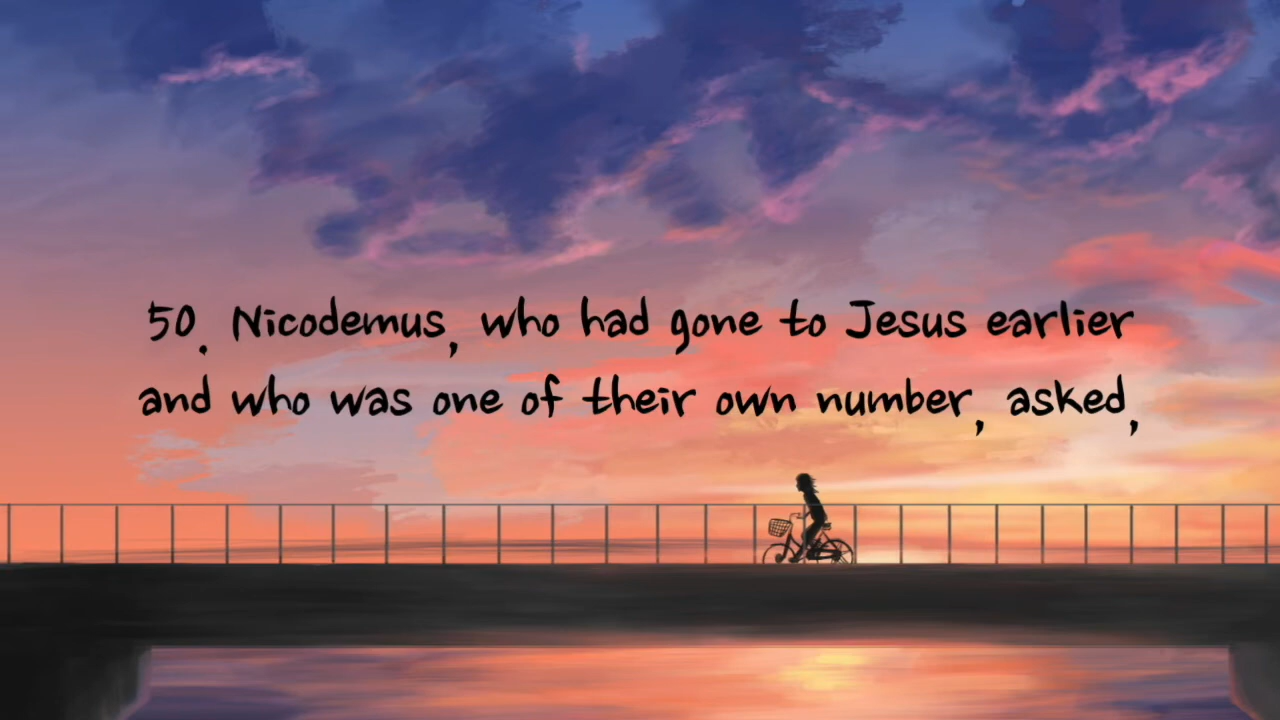 50. Nicodemus, who had gone to Jesus earlier
and who was one of their own number, asked,